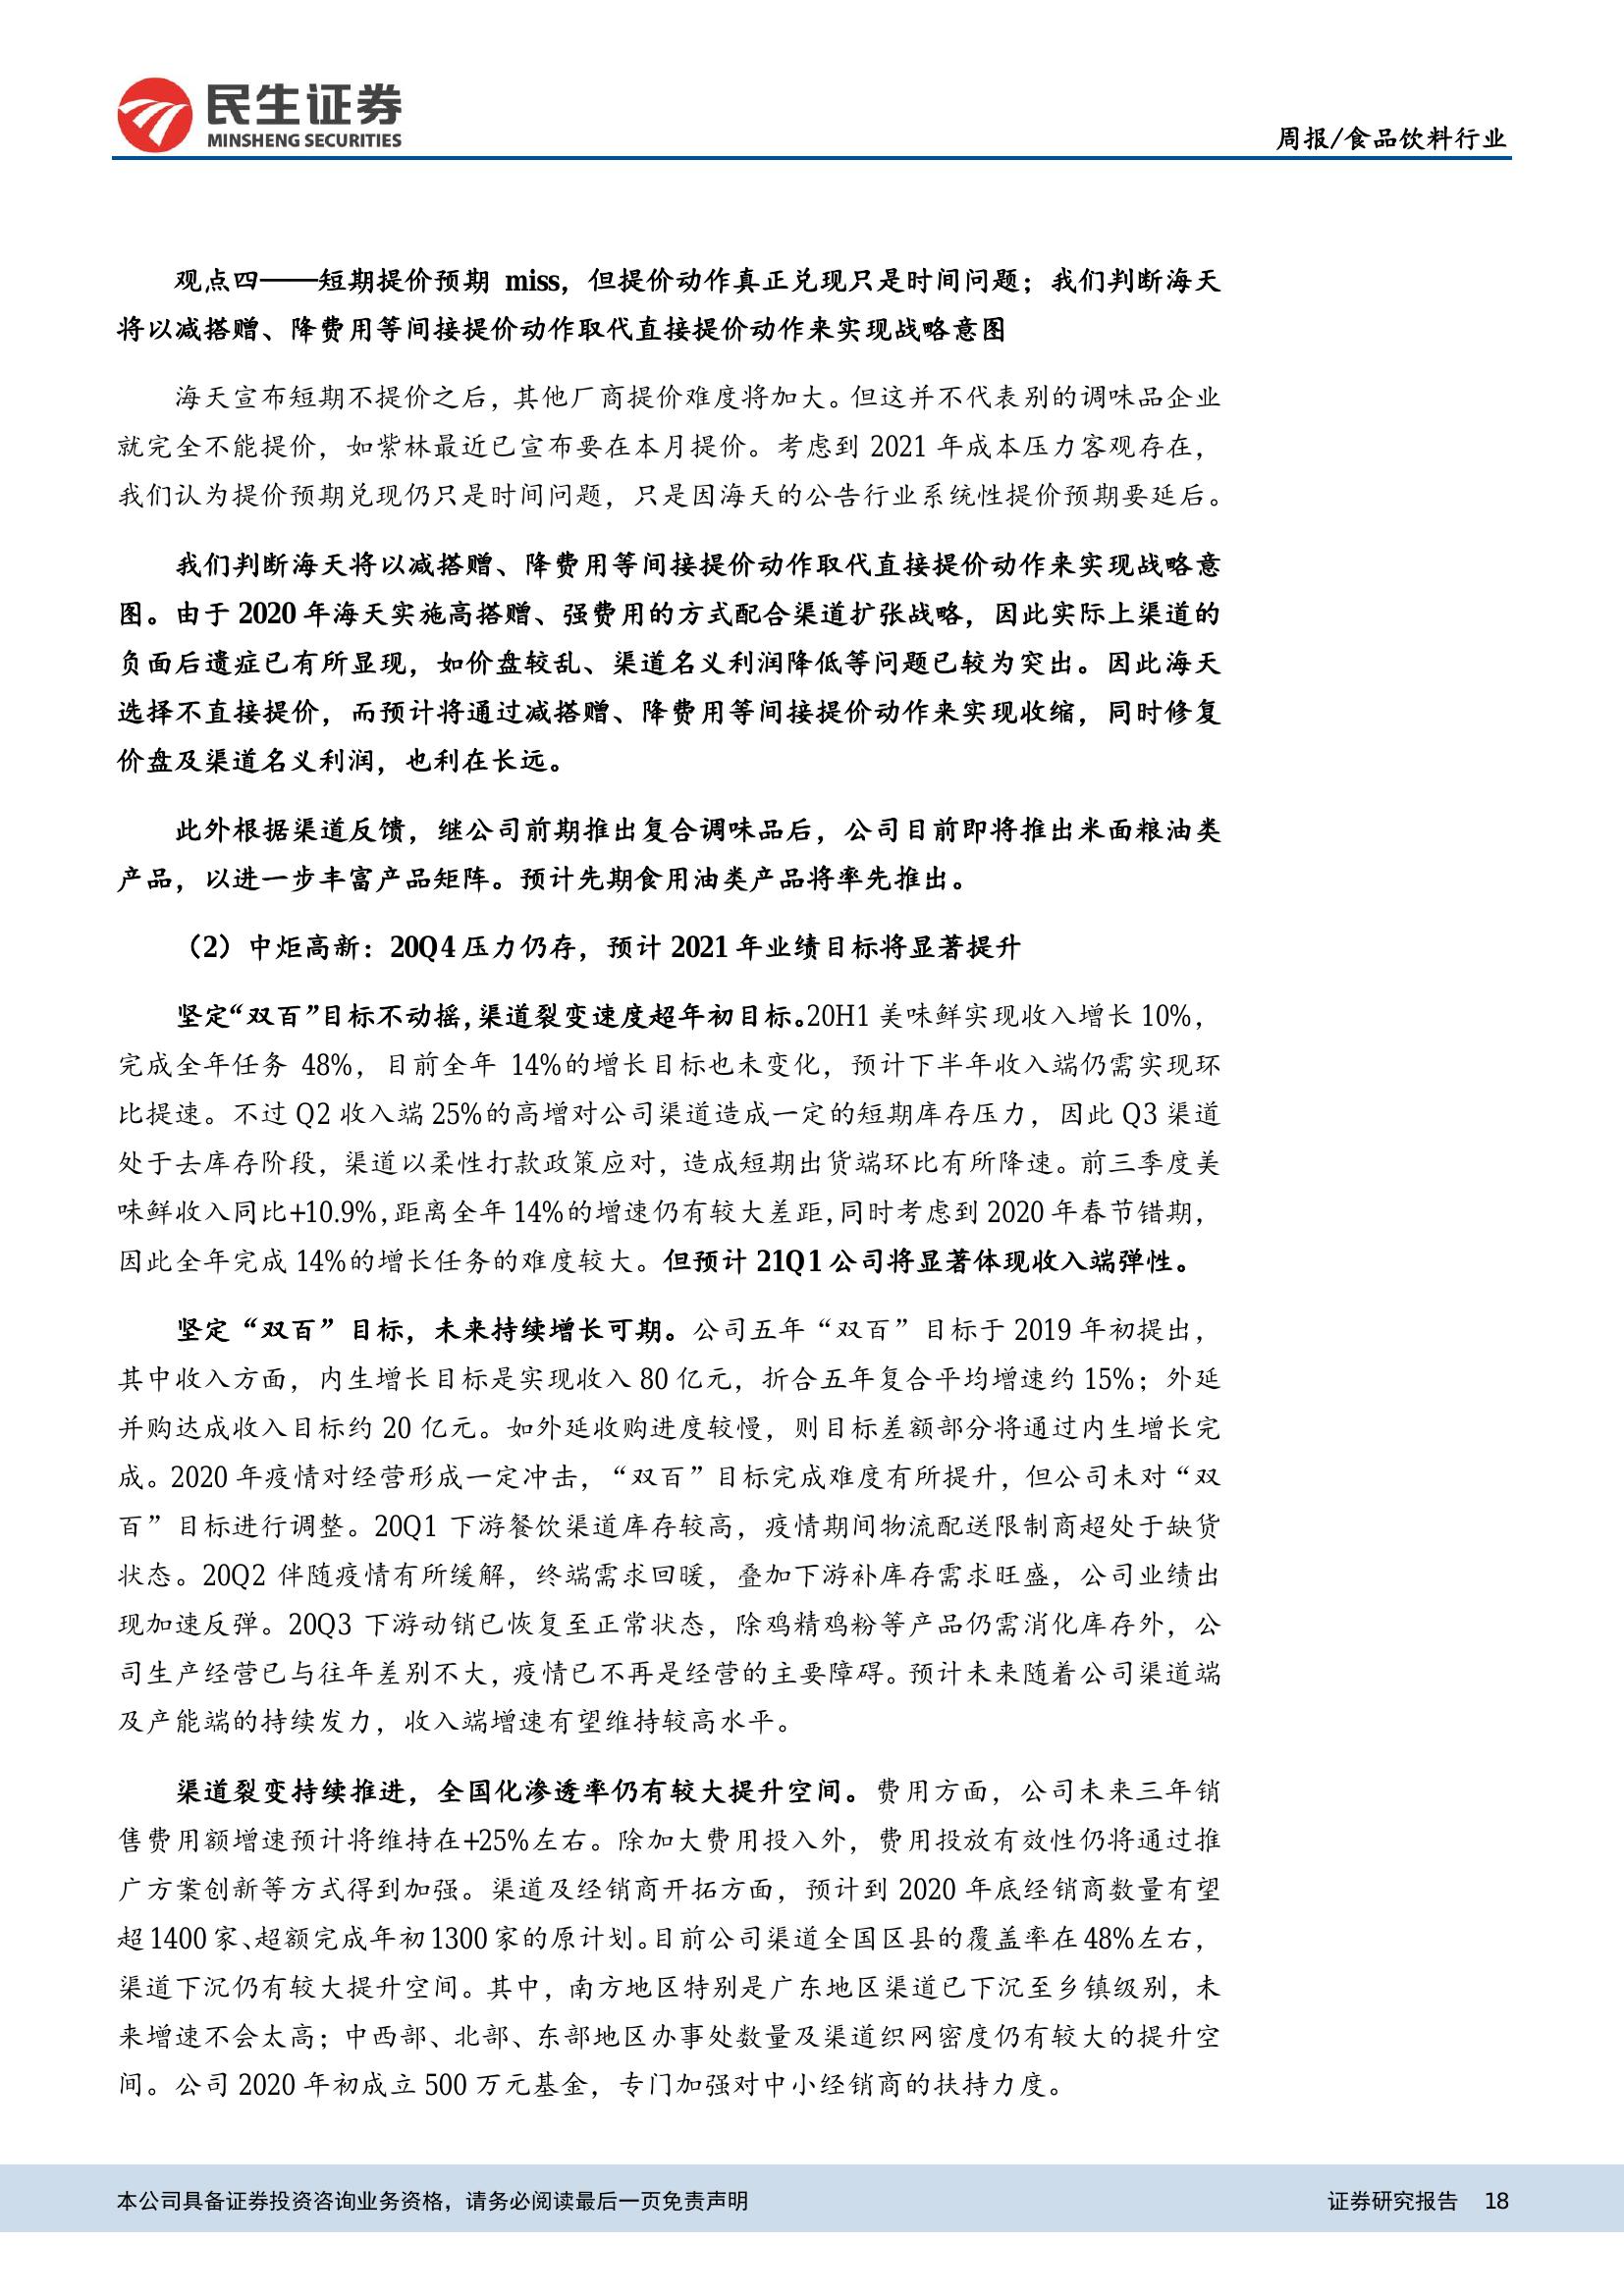 民生证券
MINSHENG SECURITIES
周报/食品饮料行业
观点四——短期提价预期 miss，但提价动作真正兑现只是时间问题；我们判断海天
将以减搭赠、降费用等间接提价动作取代直接提价动作来实现战略意图
海天宣布短期不提价之后，其他厂商提价难度将加大。但这并不代表别的调味品企业
就完全不能提价，如紫林最近已宣布要在本月提价。考虑到 2021 年成本压力客观存在，
我们认为提价预期兑现仍只是时间问题，只是因海天的公告行业系统性提价预期要延后。
我们判断海天将以减搭赠、降费用等间接提价动作取代直接提价动作来实现战略意
图。由于 2020 年海天实施高搭赠、强费用的方式配合渠道扩张战略，因此实际上渠道的
负面后遗症已有所显现，如价盘较乱、渠道名义利润降低等问题已较为突出。因此海天
选择不直接提价，而预计将通过减搭赠、降费用等间接提价动作来实现收缩，同时修复
价盘及渠道名义利润，也利在长远。
此外根据渠道反馈，继公司前期推出复合调味品后，公司目前即将推出米面粮油类
产品，以进一步丰富产品矩阵。预计先期食用油类产品将率先推出。
（2）中炬高新：20Q4 压力仍存，预计 2021 年业绩目标将显著提升
坚定“双百”目标不动摇，渠道裂变速度超年初目标。20H1 美味鲜实现收入增长 10%，
完成全年任务 48%，目前全年 14%的增长目标也未变化，预计下半年收入端仍需实现环
比提速。不过 Q2 收入端 25%的高增对公司渠道造成一定的短期库存压力，因此 Q3 渠道
处于去库存阶段，渠道以柔性打款政策应对，造成短期出货端环比有所降速。前三季度美
味鲜收入同比+10.9%，距离全年 14%的增速仍有较大差距，同时考虑到 2020 年春节错期，
因此全年完成 14%的增长任务的难度较大。但预计 21Q1 公司将显著体现收入端弹性。
坚定“双百”目标，未来持续增长可期。公司五年“双百”目标于 2019 年初提出，
其中收入方面，内生增长目标是实现收入 80 亿元，折合五年复合平均增速约 15%；外延
并购达成收入目标约 20 亿元。如外延收购进度较慢，则目标差额部分将通过内生增长完
成。2020 年疫情对经营形成一定冲击，“双百”目标完成难度有所提升，但公司未对“双
百”目标进行调整。20Q1 下游餐饮渠道库存较高，疫情期间物流配送限制商超处于缺货
状态。20Q2 伴随疫情有所缓解，终端需求回暖，叠加下游补库存需求旺盛，公司业绩出
现加速反弹。20Q3 下游动销已恢复至正常状态，除鸡精鸡粉等产品仍需消化库存外，公
司生产经营已与往年差别不大，疫情已不再是经营的主要障碍。预计未来随着公司渠道端
及产能端的持续发力，收入端增速有望维持较高水平。
渠道裂变持续推进，全国化渗透率仍有较大提升空间。费用方面，公司未来三年销
售费用额增速预计将维持在+25%左右。除加大费用投入外，费用投放有效性仍将通过推
广方案创新等方式得到加强。渠道及经销商开拓方面，预计到 2020 年底经销商数量有望
超 1400 家、超额完成年初 1300 家的原计划。目前公司渠道全国区县的覆盖率在 48%左右，
渠道下沉仍有较大提升空间。其中，南方地区特别是广东地区渠道已下沉至乡镇级别，未
来增速不会太高；中西部、北部、东部地区办事处数量及渠道织网密度仍有较大的提升空
间。公司 2020 年初成立 500 万元基金，专门加强对中小经销商的扶持力度。
本公司具备证券投资咨询业务资格，请务必阅读最后一页免责声明
证券研究报告 18